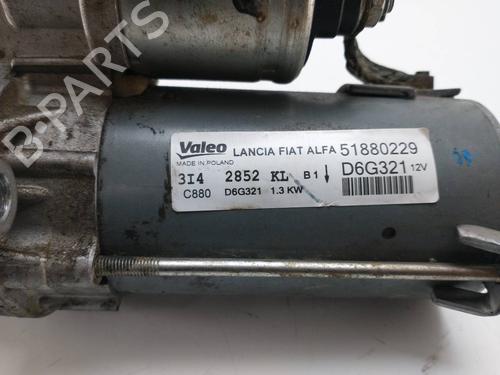 B-PARTS
Valeo LANCIA FIAT ALFA 51880229
MADE IN POLAND
3I4 2852 KL B1 D6G321 12V
C880 D6G321 1.3 KW